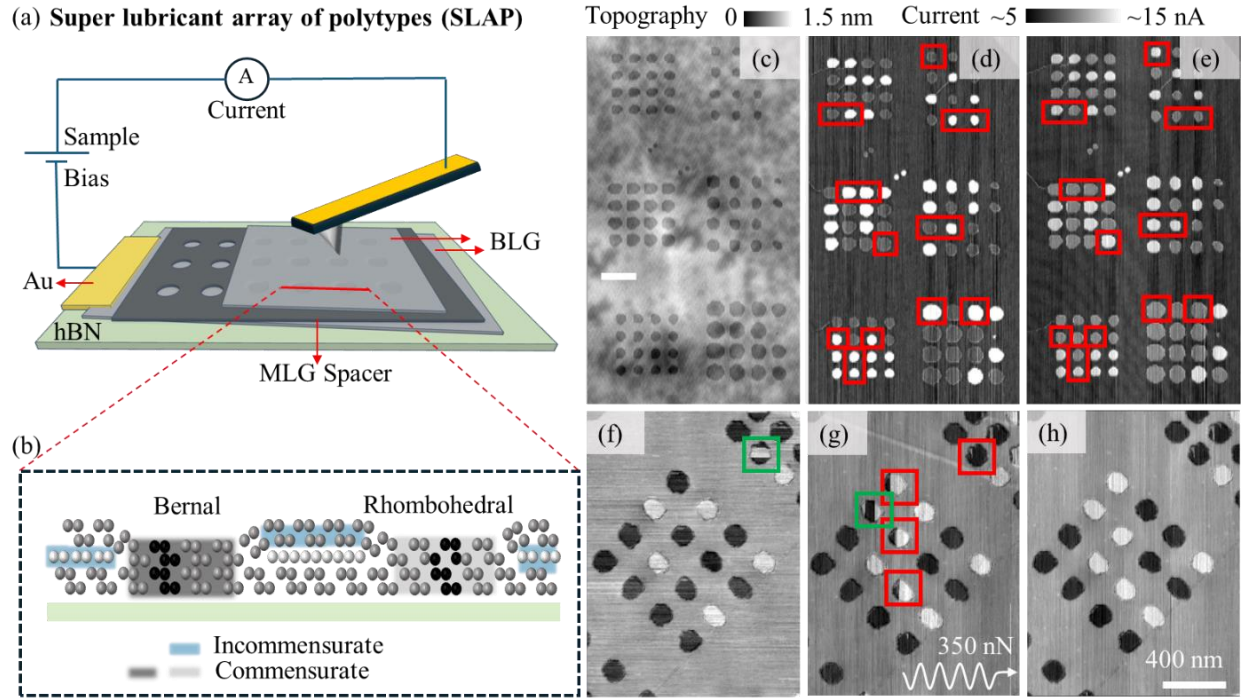 (a) Super lubricant array of polytypes (SLAP)
A
Current
Sample
Bias
BLG
Au
hBN
MLG Spacer
(b)
Bernal
Rhombohedral
Incommensurate
Commensurate
Topography 0 1.5 nm Current ~5 ~15 nA
(c)
(d)
(e)
(f)
(g)
(h)
350 nN
400 nm